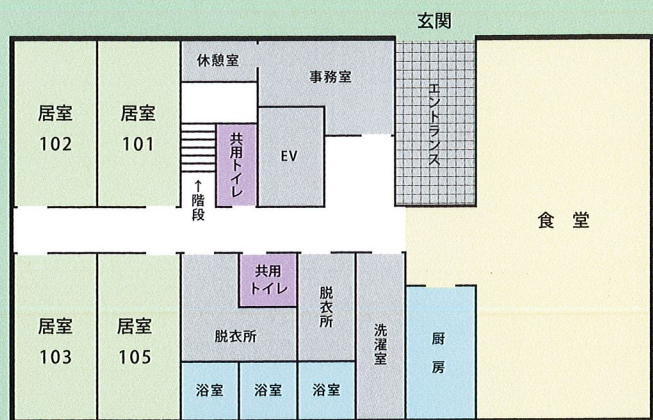 玄関
休憩室
事務室
居室
102
居室
101
共用トイレ
EV
エントランス
↑階段
食堂
共用
トイレ
脱衣所
居室
103
居室
105
脱衣所
洗濯室
厨房
浴室
浴室
浴室